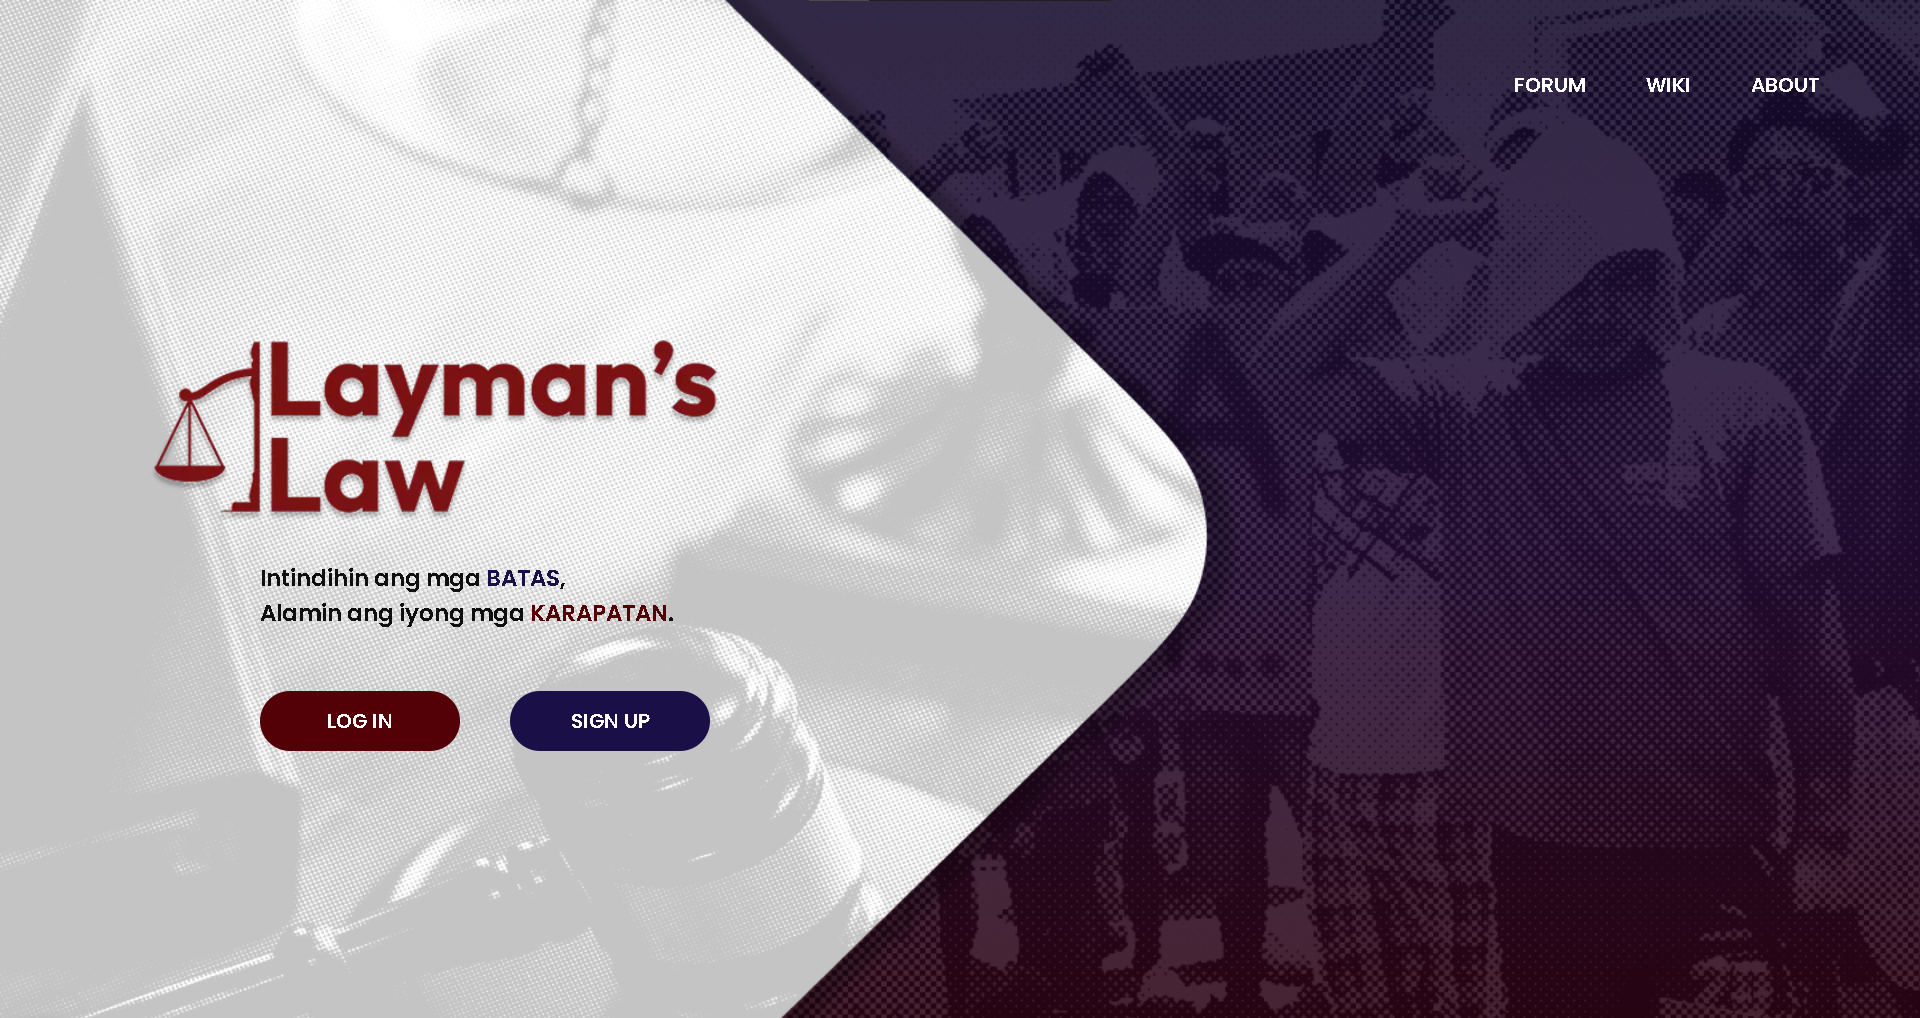 FORUM WIKI ABOUT
Layman's
Law
Intindihin ang mga BATAS,
Alamin ang iyong mga KARAPATAN.
LOG IN SIGN UP